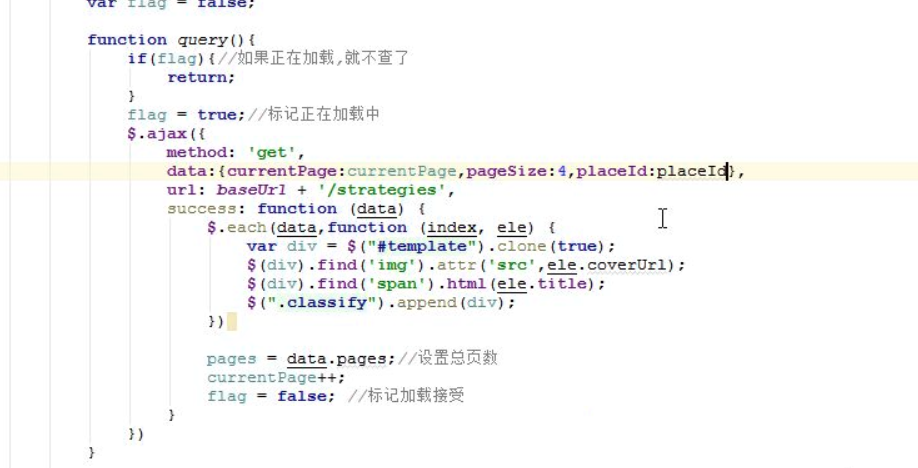 var flag = false;
function query(){
if(flag){//如果正在加载,就不查了
return;
}
flag = true;//标记正在加载中
$.ajax({
method: 'get',
data:{currentPage:currentPage,pageSize:4,placeId:placeId},
url: baseUrl + '/strategies',
success: function (data) {
$.each(data,function (index, ele) {
var div = $("#template").clone(true);
$(div).find('img').attr('src',ele.coverUrl);
$(div).find('span').html(ele.title);
$(".classify").append(div);
})
pages = data.pages;//设置总页数
currentPage++;
flag = false; //标记加载接受
}
})
}